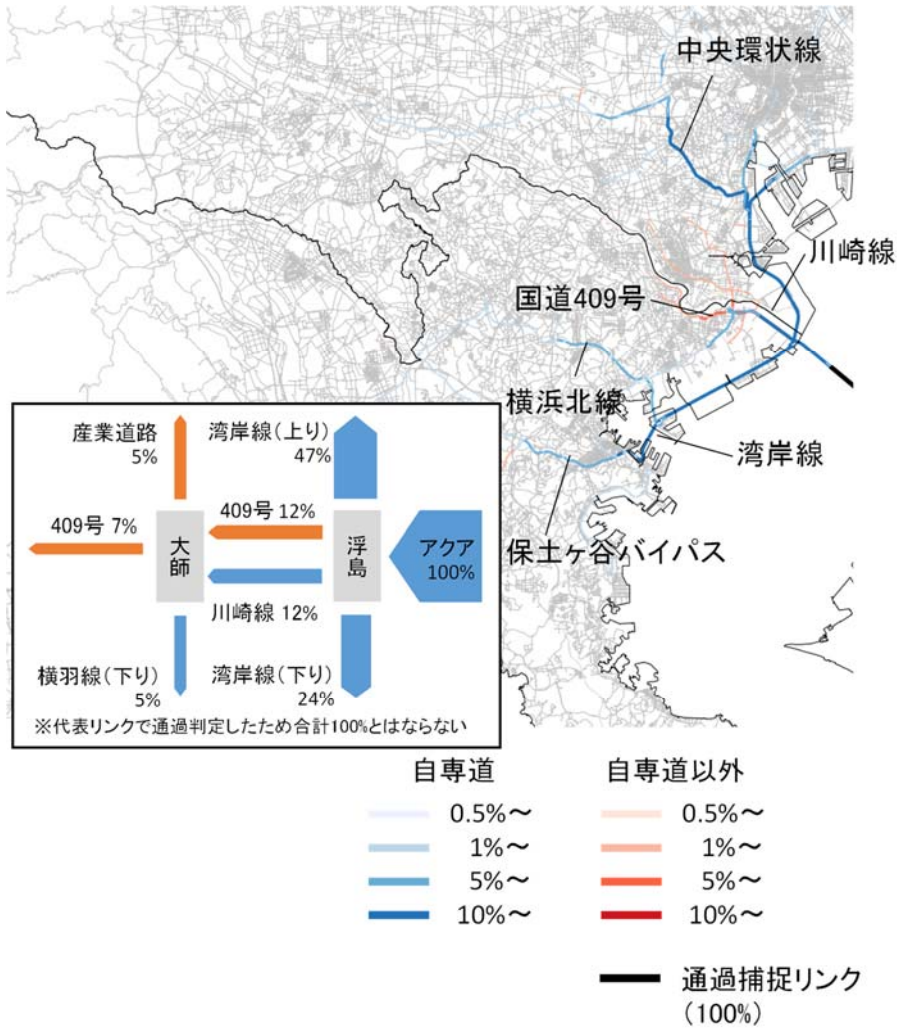 中央環状線
川崎線
国道409号
横浜北線
湾岸線
保土ヶ谷バイパス
産業道路
5%
湾岸線(上り)
47%
409号 7%
大師
409号 12%
浮島
アクア
100%
川崎線 12%
横羽線(下り)
5%
湾岸線(下り)
24%
※代表リンクで通過判定したため合計100%とはならない
自専道
0.5%～
1%～
5%～
10%～
自専道以外
0.5%～
1%～
5%～
10%～
通過捕捉リンク
(100%)